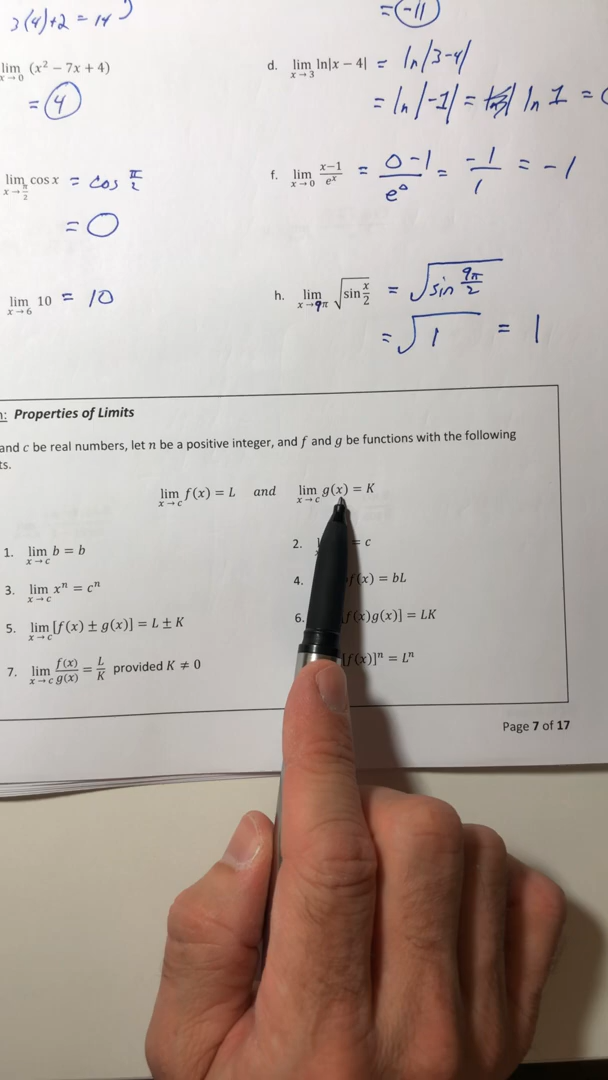 3(4)+2 = 14
= -11
lim x→0 (x² − 7x + 4)
= 4
d. lim x→3 ln|x − 4| = ln|3-4|
= ln|-1| = ln 1 =
lim x→π/2 cos x = cos π/2
= 0
f. lim x→0 x−1/eˣ = 0-1/e⁰ = -1/1 = -1
lim x→6 10 = 10
h. lim x→9π √sin x/2 = √sin 9π/2
= √1 = 1
: Properties of Limits
and c be real numbers, let n be a positive integer, and f and g be functions with the following
ts.
lim x→c f(x) = L and lim x→c g(x) = K
1. lim x→c b = b
2. = c
3. lim x→c xⁿ = cⁿ
4. f(x) = bL
5. lim x→c [f(x) ± g(x)] = L ± K
6. f(x)g(x)] = LK
7. lim x→c f(x)/g(x) = L/K provided K ≠ 0
[f(x)]ⁿ = Lⁿ
Page 7 of 17